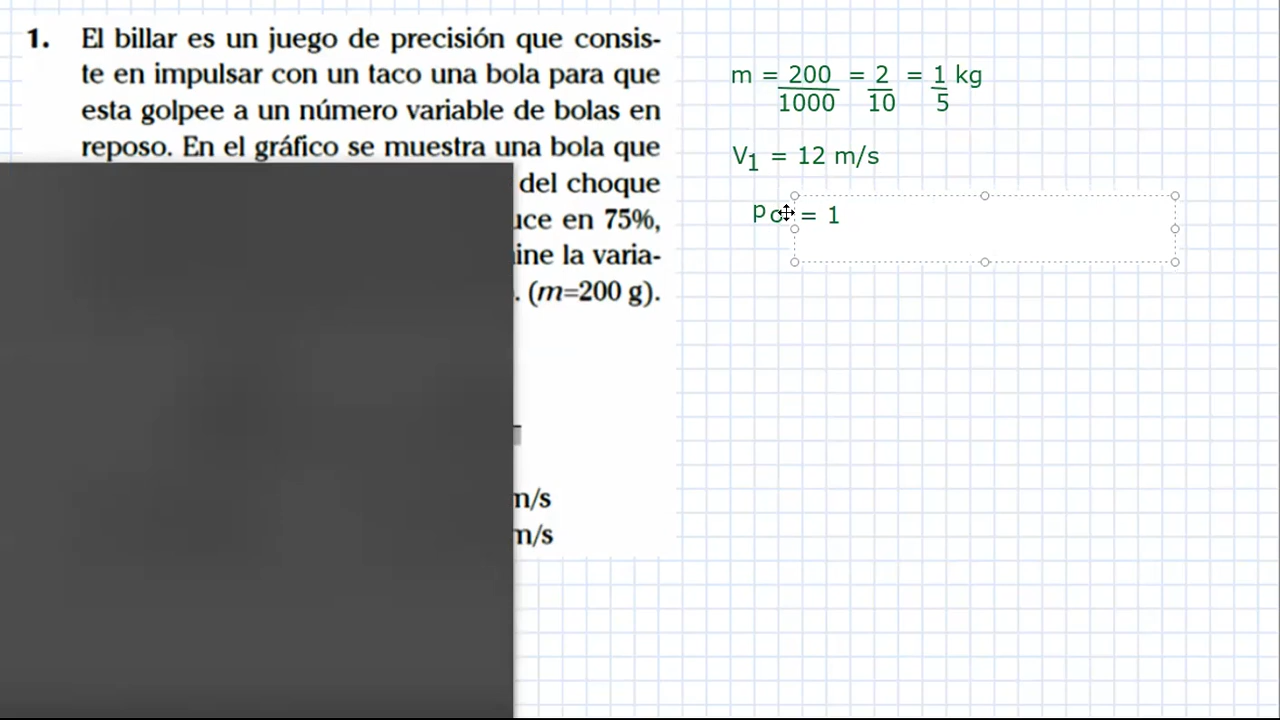 1. El billar es un juego de precisión que consis-
te en impulsar con un taco una bola para que
esta golpee a un número variable de bolas en
reposo. En el gráfico se muestra una bola que
del choque
uce en 75%,
ine la varia-
. (m=200 g).
m/s
m/s
m = 200/1000 = 2/10 = 1/5 kg
V1 = 12 m/s
p = 1